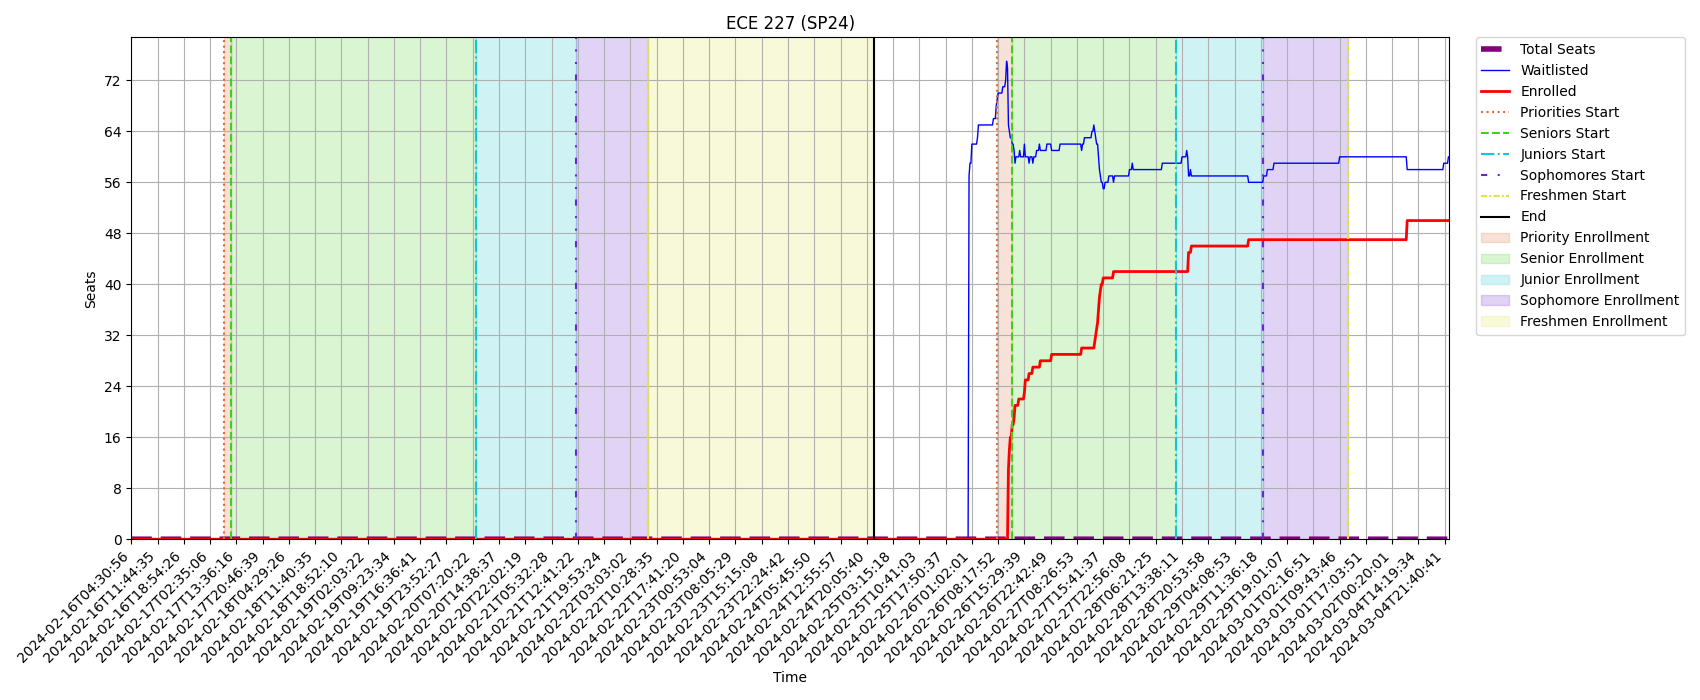 ECE 227 (SP24)
Total Seats
Waitlisted
Enrolled
Priorities Start
Seniors Start
Juniors Start
Sophomores Start
Freshmen Start
End
Priority Enrollment
Senior Enrollment
Junior Enrollment
Sophomore Enrollment
Freshmen Enrollment
Seats
72
64
56
48
40
32
24
16
8
0
2024-02-16T04:30:56
2024-02-16T11:44:35
2024-02-16T18:54:26
2024-02-17T02:35:06
2024-02-17T13:36:16
2024-02-17T20:46:39
2024-02-18T04:29:26
2024-02-18T11:40:35
2024-02-18T18:52:10
2024-02-19T02:03:22
2024-02-19T09:23:34
2024-02-19T16:36:41
2024-02-19T23:52:27
2024-02-20T07:20:22
2024-02-20T14:38:37
2024-02-20T22:02:19
2024-02-21T05:32:28
2024-02-21T12:41:22
2024-02-21T19:53:24
2024-02-22T03:03:02
2024-02-22T10:28:35
2024-02-22T17:41:20
2024-02-23T00:53:04
2024-02-23T08:05:29
2024-02-23T15:15:08
2024-02-23T22:24:42
2024-02-24T05:45:50
2024-02-24T12:55:57
2024-02-24T20:05:40
2024-02-25T03:15:18
2024-02-25T10:41:03
2024-02-25T17:50:37
2024-02-26T01:02:01
2024-02-26T08:17:52
2024-02-26T15:29:39
2024-02-26T22:42:49
2024-02-27T08:26:53
2024-02-27T15:41:37
2024-02-27T22:56:08
2024-02-28T06:21:25
2024-02-28T13:38:11
2024-02-28T20:53:58
2024-02-29T04:08:53
2024-02-29T11:36:18
2024-02-29T19:01:07
2024-03-01T02:16:51
2024-03-01T09:43:46
2024-03-01T17:03:51
2024-03-02T00:20:01
2024-03-04T14:19:34
2024-03-04T21:40:41
Time